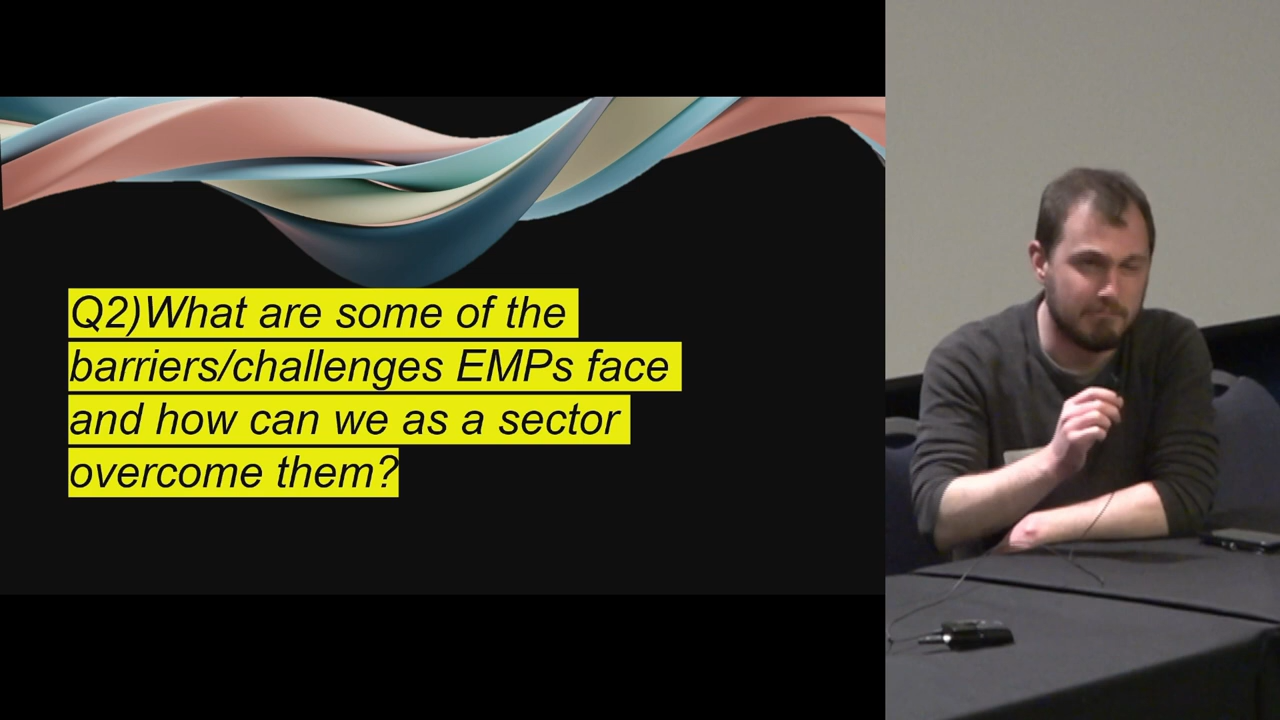 Q2)What are some of the
barriers/challenges EMPs face
and how can we as a sector
overcome them?